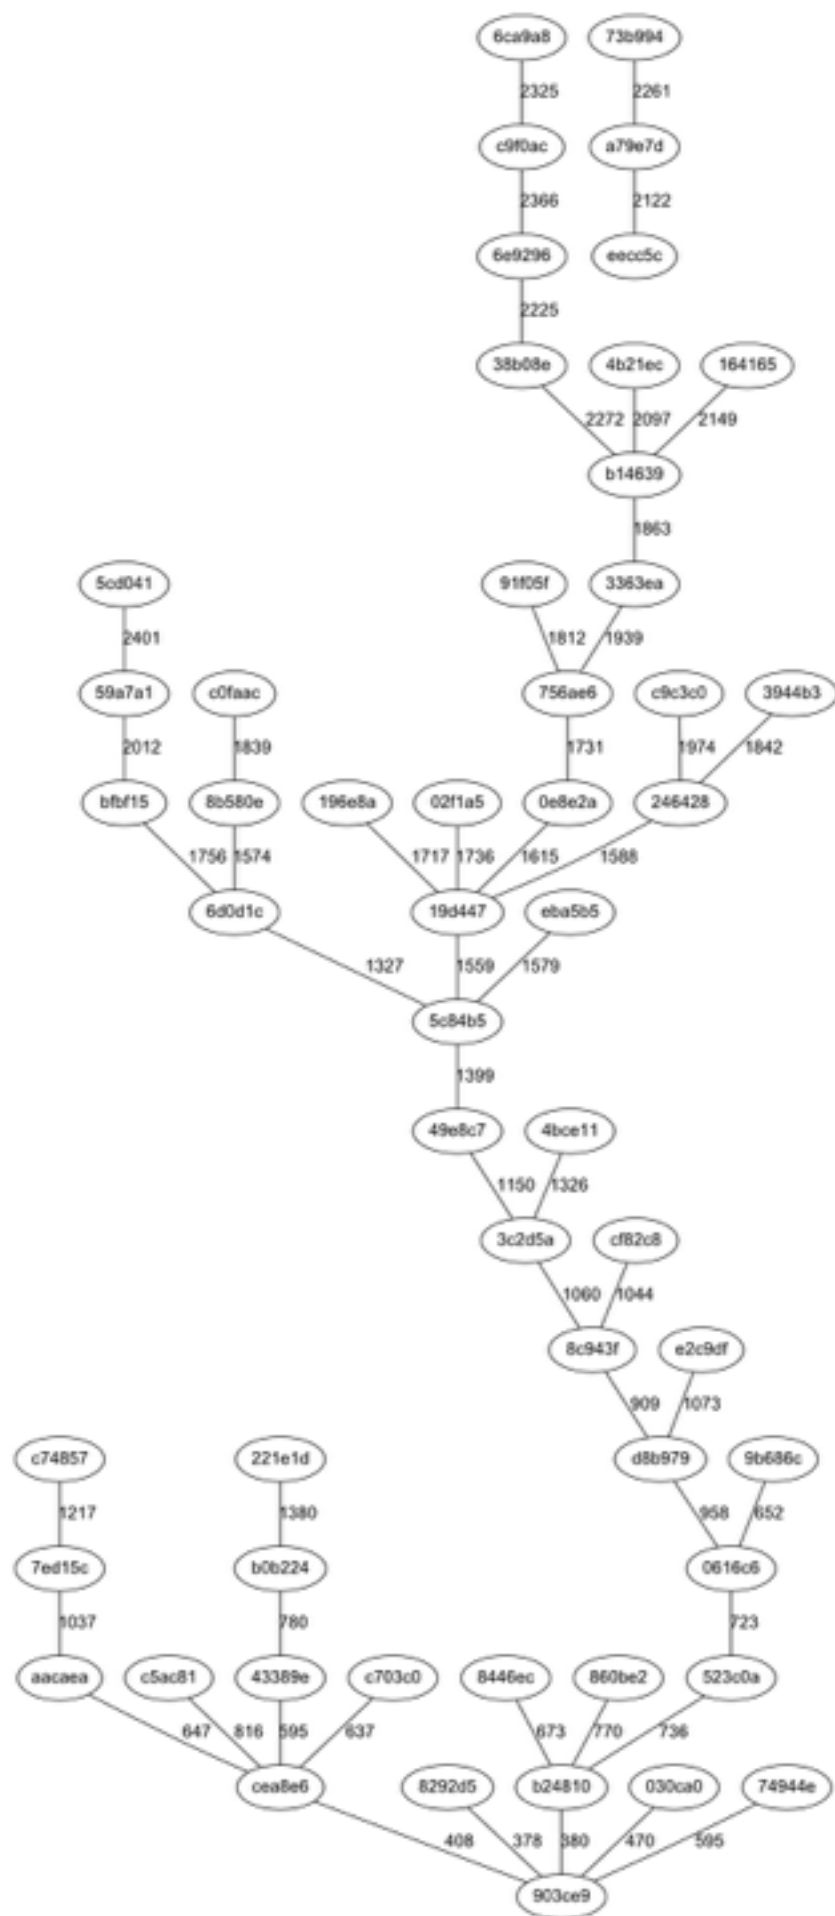 6ca9a8 73b994
2325 2261
c9f0ac a79e7d
2366 2122
6e9296 eecc5c
2225
38b08e 4b21ec 164165
2272 2097 2149
b14639
1863
5cd041 91f05f 3363ea
2401 1812 1939
59a7a1 c0faac 756ae6 c9c3c0 3944b3
2012 1839 1731 1974 1842
bfbf15 8b580e 196e8a 02f1a5 0e8e2a 246428
1756 1574 1717 1736 1615 1588
6d0d1c 19d447 eba5b5
1327 1559 1579
5c84b5
1399
49e8c7 4bce11
1150 1326
3c2d5a cf82c8
1060 1044
8c943f e2c9df
909 1073
c74857 221e1d d8b979 9b686c
1217 1380 958 652
7ed15c b0b224 0616c6
1037 780 723
aacaea c5ac81 43389e c703c0 8446ec 860be2 523c0a
647 816 595 637 673 770 736
cea8e6 8292d5 b24810 030ca0 74944e
408 378 380 470 595
903ce9